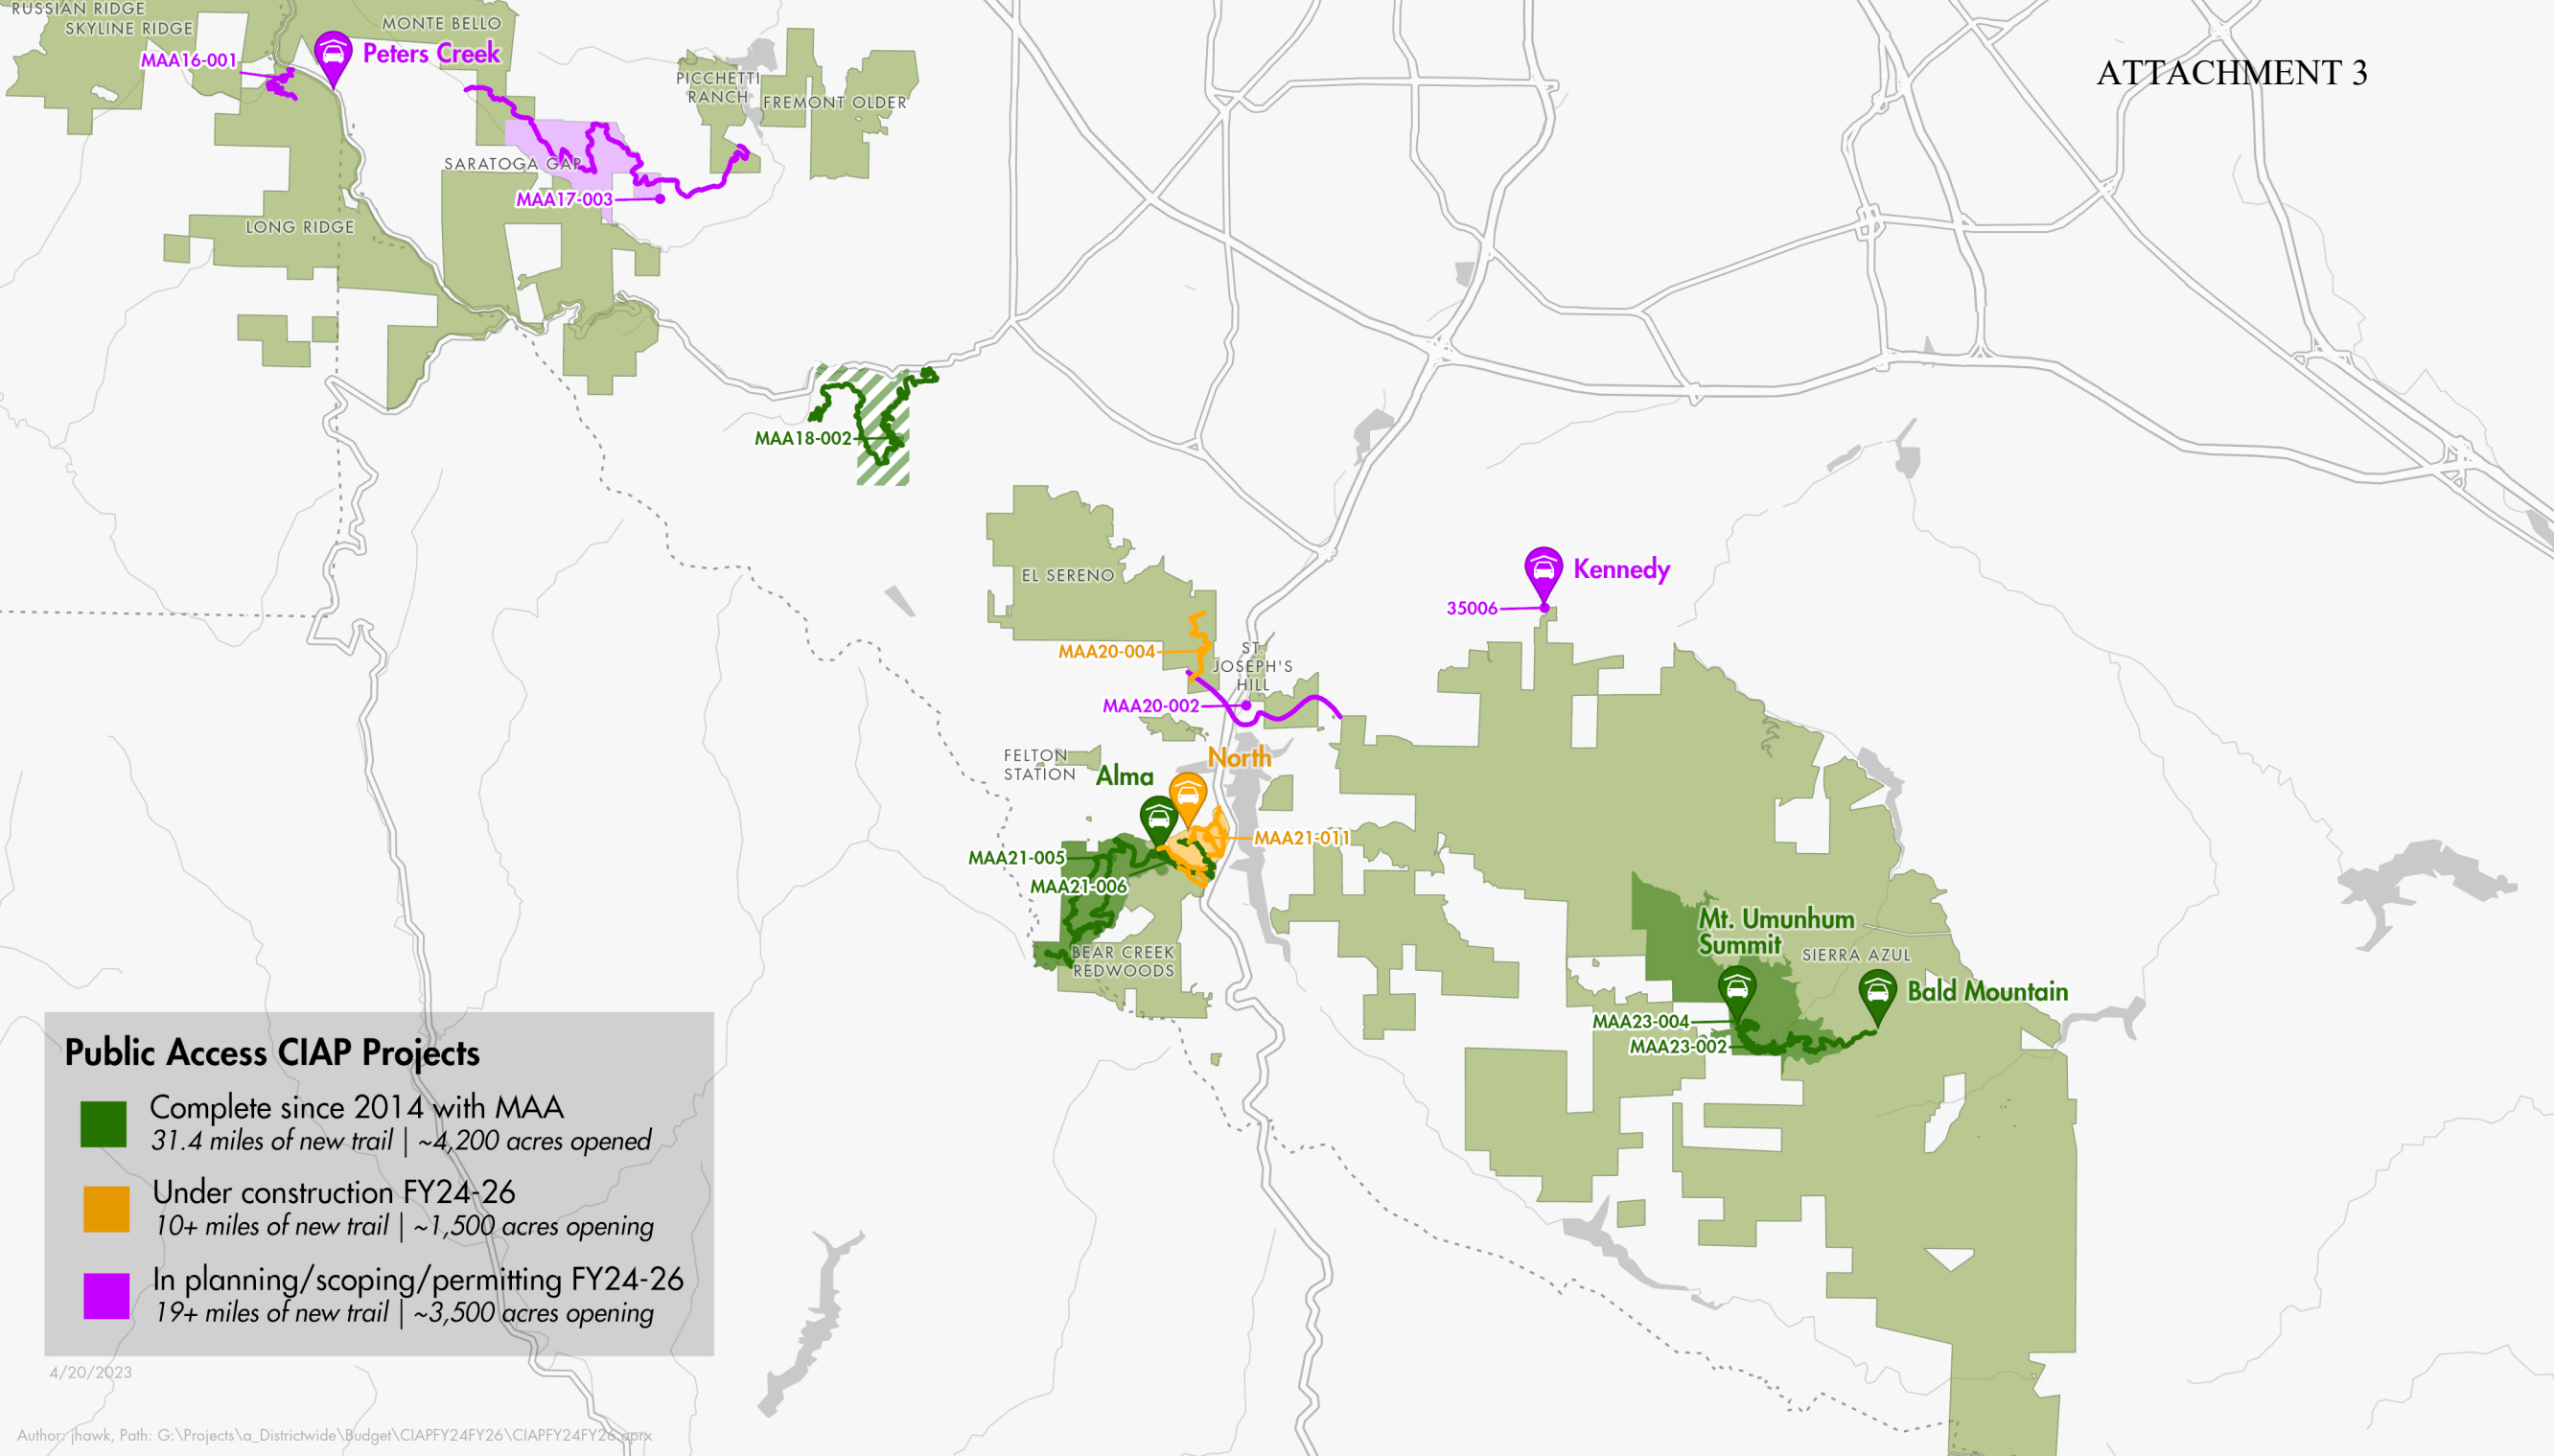 RUSSIAN RIDGE
SKYLINE RIDGE
MONTE BELLO
ATTACHMENT 3
MAA16-001
Peters Creek
PICCHETTI
RANCH
FREMONT OLDER
SARATOGA GAP
MAA17-003
LONG RIDGE
MAA18-002
EL SERENO
Kennedy
35006
MAA20-004
ST.
JOSEPH'S
HILL
MAA20-002
FELTON
STATION
North
Alma
MAA21-011
MAA21-005
MAA21-006
BEAR CREEK
REDWOODS
Mt. Umunhum
Summit
SIERRA AZUL
Bald Mountain
MAA23-004
MAA23-002
Public Access CIAP Projects
Complete since 2014 with MAA
31.4 miles of new trail | ~4,200 acres opened
Under construction FY24-26
10+ miles of new trail | ~1,500 acres opening
In planning/scoping/permitting FY24-26
19+ miles of new trail | ~3,500 acres opening
4/20/2023
Author: jhawk, Path: G:\Projects\a_Districtwide\Budget\CIAPFY24FY26\CIAPFY24FY26.aprx